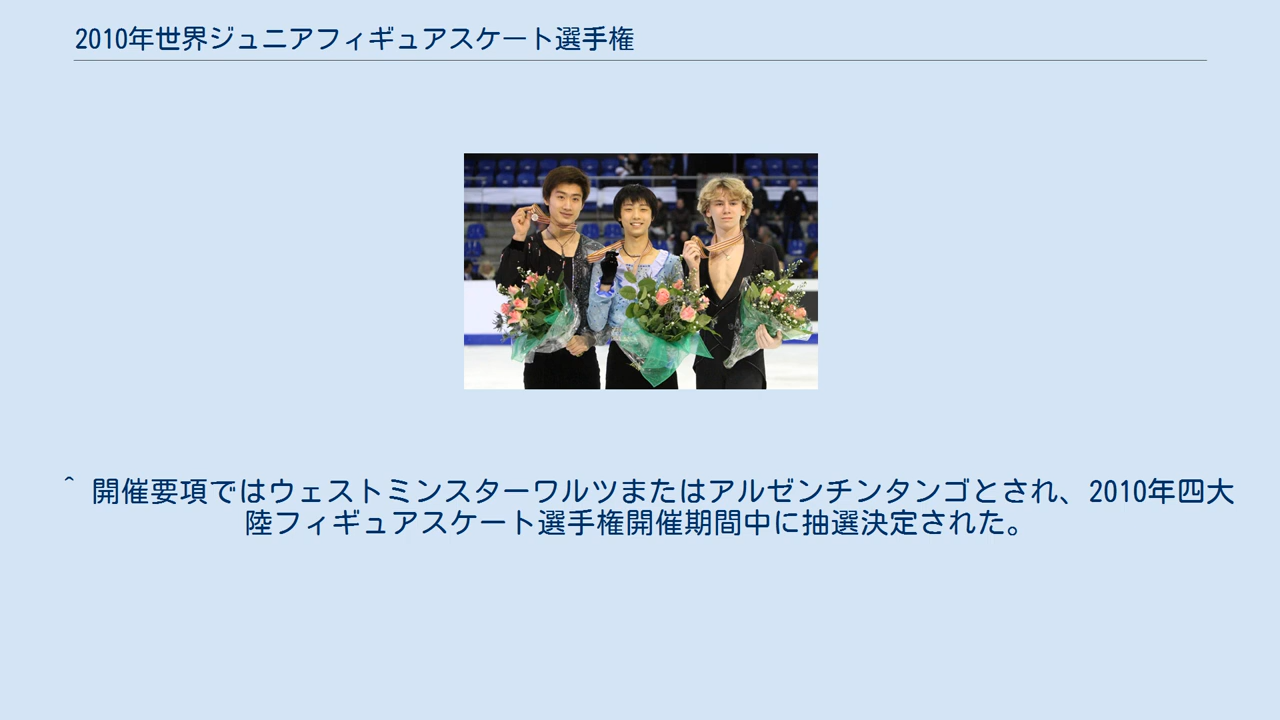 2010年世界ジュニアフィギュアスケート選手権
^ 開催要項ではウェストミンスターワルツまたはアルゼンチンタンゴとされ、2010年四大
陸フィギュアスケート選手権開催期間中に抽選決定された。